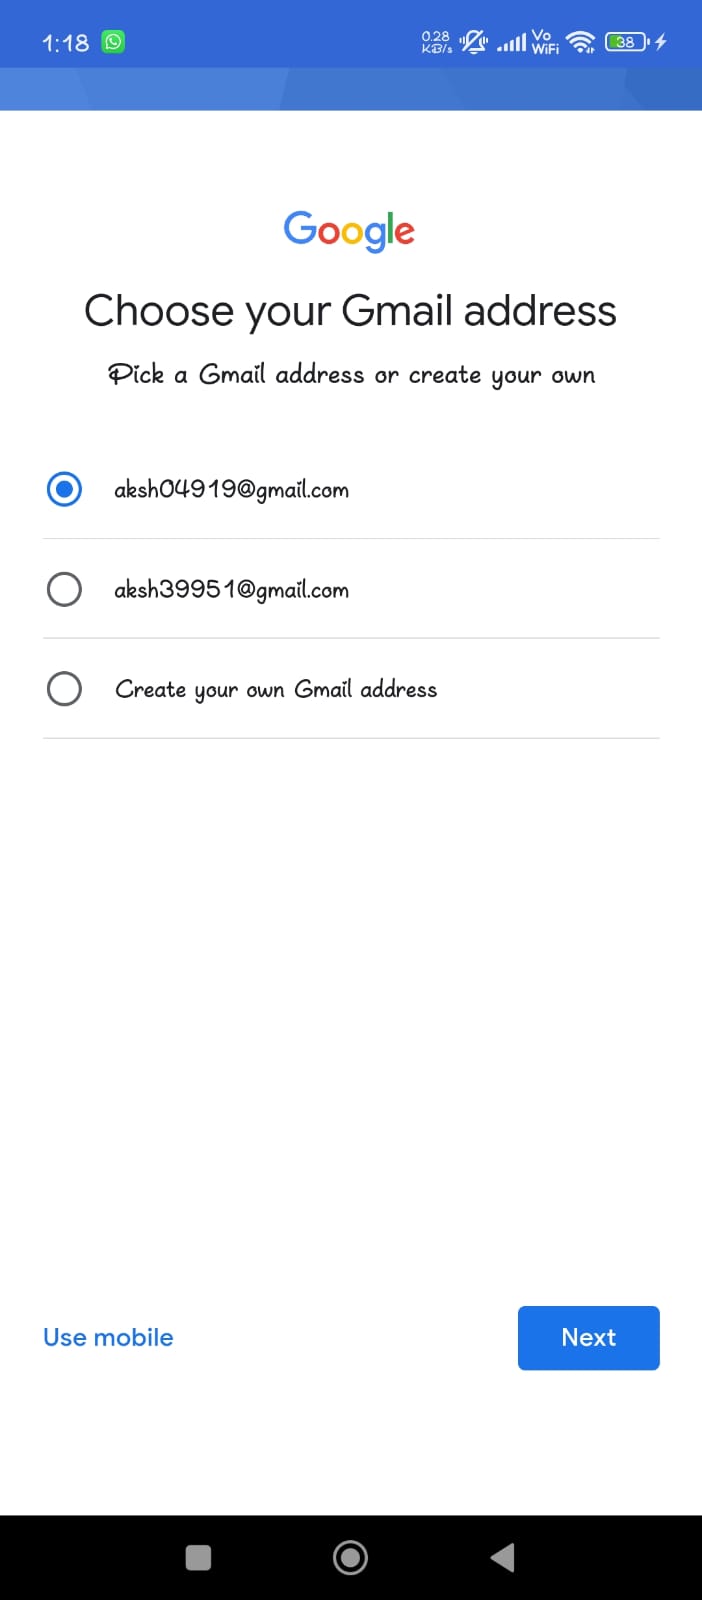 1:18
0.28 KB/s
Vo WiFi
38
Google
Choose your Gmail address
Pick a Gmail address or create your own
aksh04919@gmail.com
aksh39951@gmail.com
Create your own Gmail address
Use mobile
Next